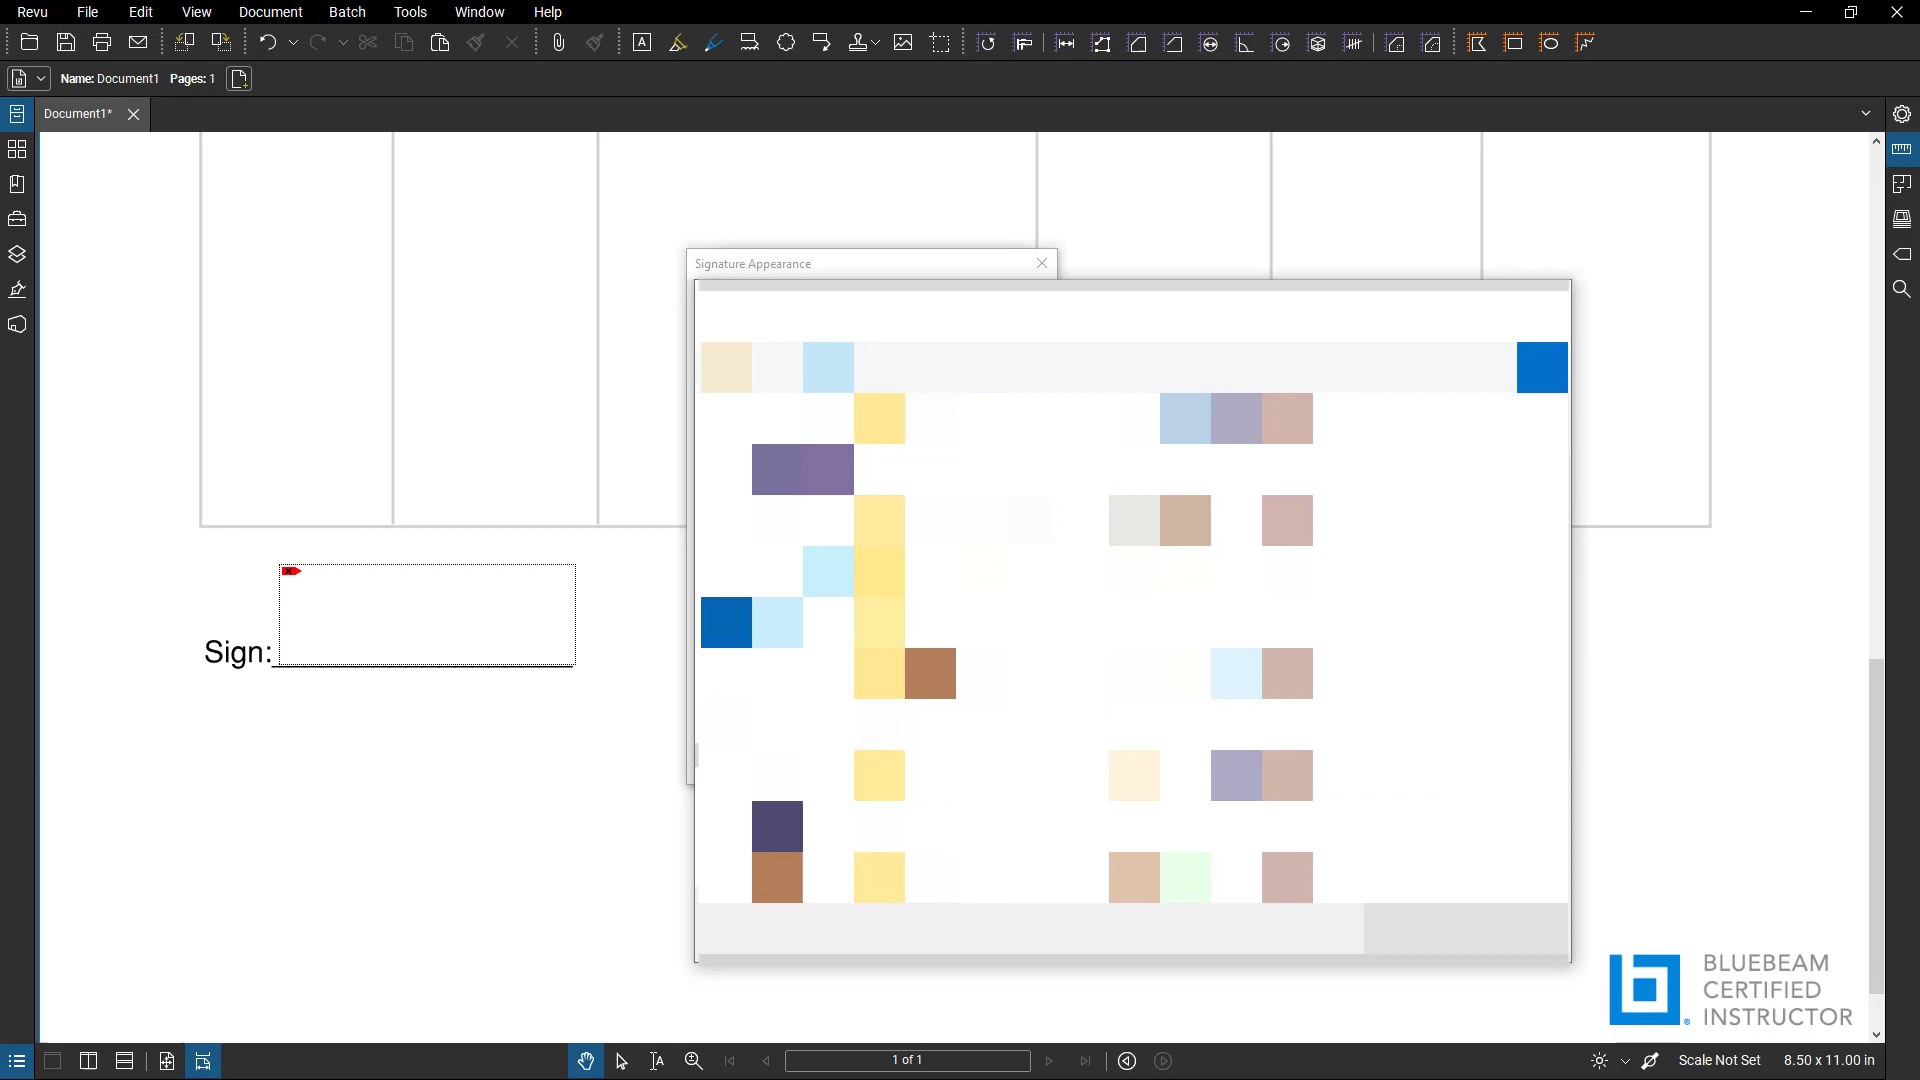 Revu File Edit View Document Batch Tools Window Help
Name: Document1 Pages: 1
Document1*
Signature Appearance
Sign:
BLUEBEAM
CERTIFIED
INSTRUCTOR
1 of 1
Scale Not Set 8.50 x 11.00 in